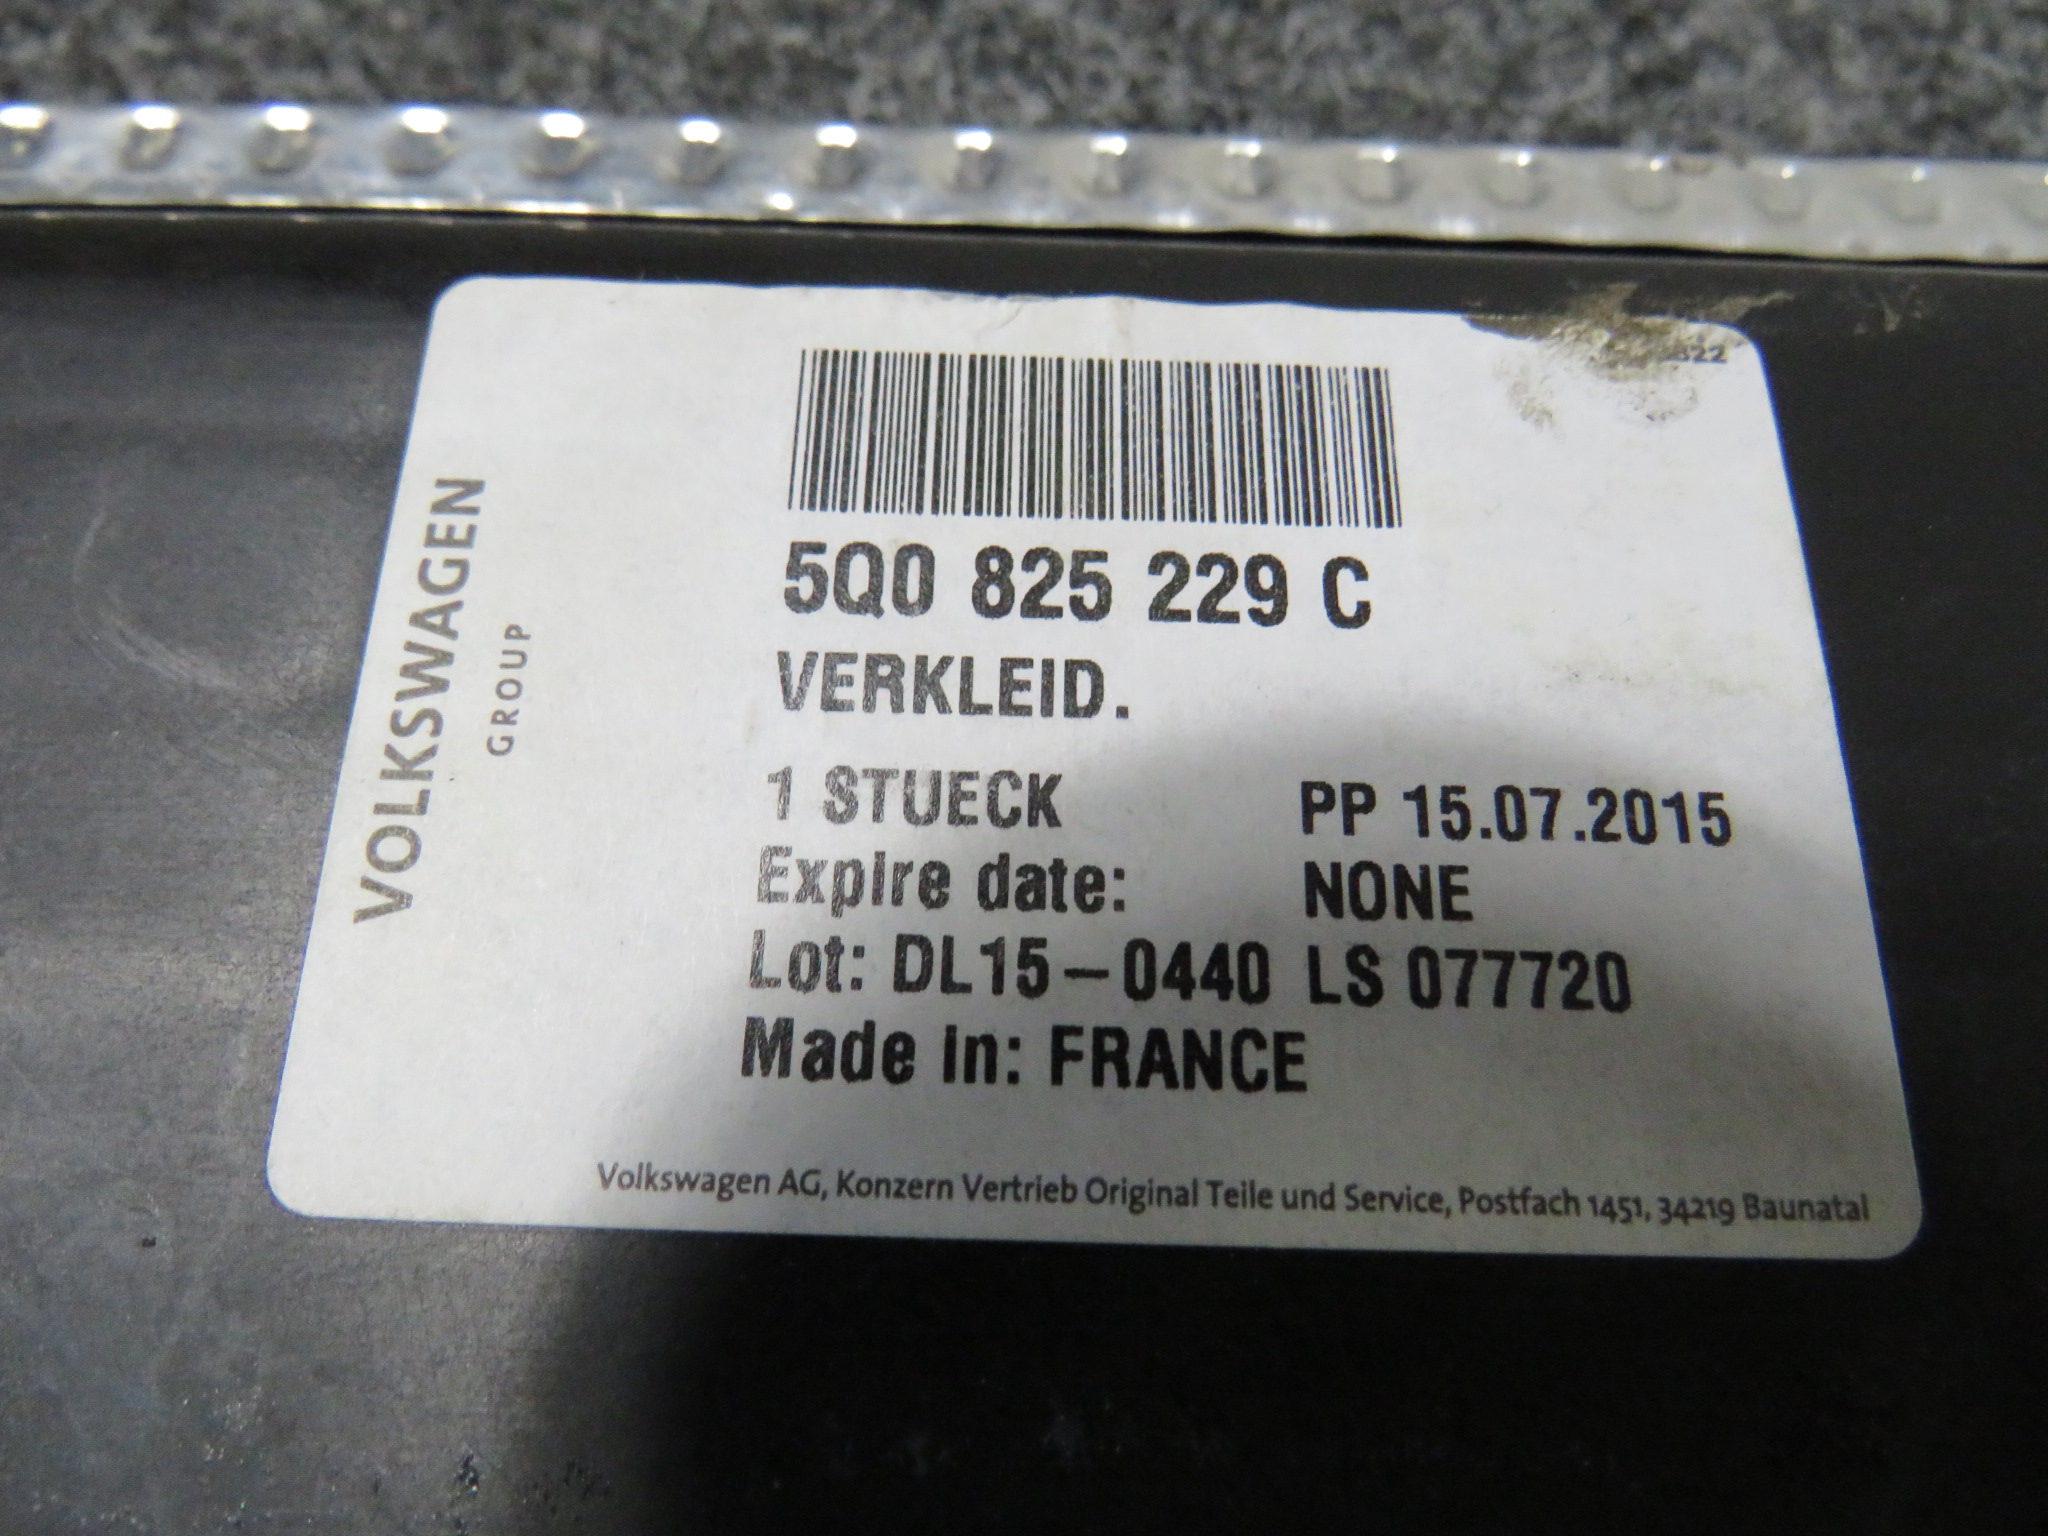 VOLKSWAGEN
GROUP
5Q0 825 229 C
VERKLEID.
1 STUECK PP 15.07.2015
Expire date: NONE
Lot: DL15-0440 LS 077720
Made in: FRANCE
Volkswagen AG, Konzern Vertrieb Original Teile und Service, Postfach 1451, 34219 Baunatal